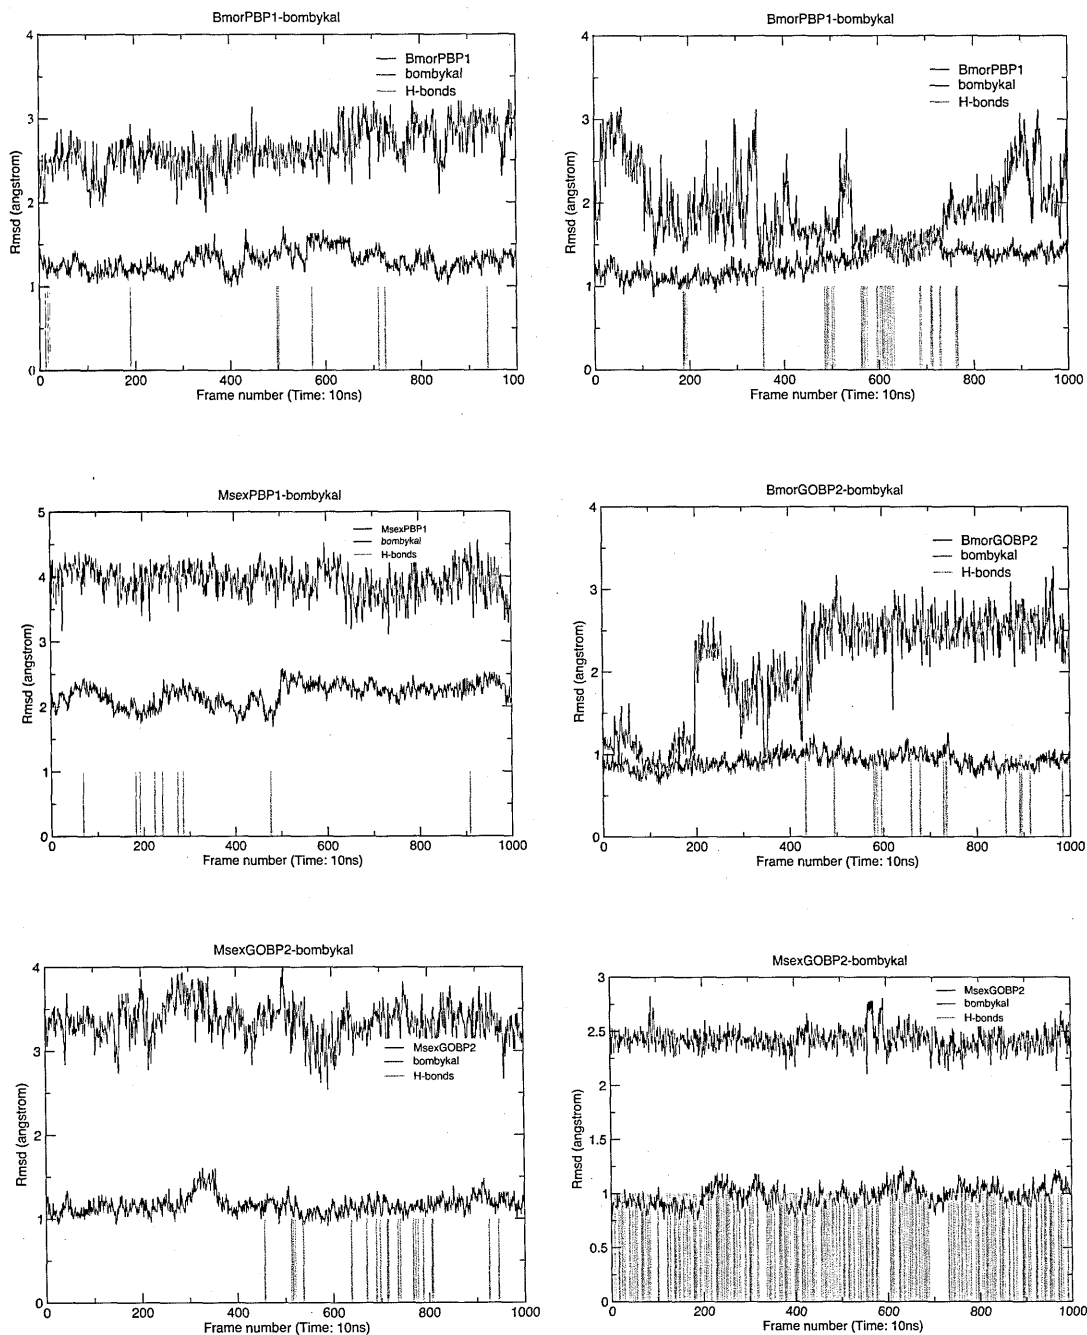 BmorPBP1-bombykal
4
3
2
1
0
Rmsd (angstrom)
BmorPBP1
bombykal
H-bonds
0 200 400 600 800 100
Frame number (Time: 10ns)
BmorPBP1-bombykal
4
3
2
1
0
Rmsd (angstrom)
BmorPBP1
bombykal
H-bonds
0 200 400 600 800 1000
Frame number (Time: 10ns)
MsexPBP1-bombykal
5
4
3
2
1
0
Rmsd (angstrom)
MsexPBP1
bombykal
H-bonds
0 200 400 600 800 1000
Frame number (Time: 10ns)
BmorGOBP2-bombykal
4
3
2
1
0
Rmsd (angstrom)
BmorGOBP2
bombykal
H-bonds
0 200 400 600 800 1000
Frame number (Time: 10ns)
MsexGOBP2-bombykal
4
3
2
1
0
Rmsd (angstrom)
MsexGOBP2
bombykal
H-bonds
0 200 400 600 800 1000
Frame number (Time: 10ns)
MsexGOBP2-bombykal
3
2.5
2
1.5
1
0.5
0
Rmsd (angstrom)
MsexGOBP2
bombykal
H-bonds
0 200 400 600 800 1000
Frame number (Time: 10ns)